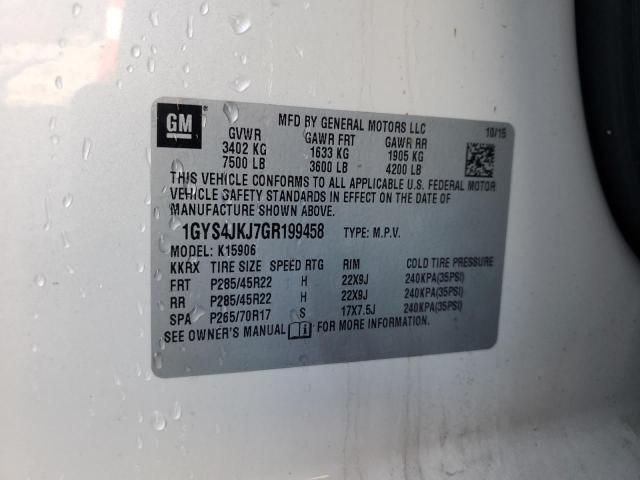 GM
MFD BY GENERAL MOTORS LLC 10/15
GVWR GAWR FRT GAWR RR
3402 KG 1633 KG 1905 KG
7500 LB 3600 LB 4200 LB
THIS VEHICLE CONFORMS TO ALL APPLICABLE U.S. FEDERAL MOTOR
VEHICLE SAFETY STANDARDS IN EFFECT ON THE DATE OF
MANUFACTURE SHOWN ABOVE.
1GYS4JKJ7GR199458 TYPE: M.P.V.
MODEL: K15906
KKRX TIRE SIZE SPEED RTG RIM COLD TIRE PRESSURE
FRT P285/45R22 H 22X9J 240KPA(35PSI)
RR P285/45R22 H 22X9J 240KPA(35PSI)
SPA P265/70R17 S 17X7.5J 240KPA(35PSI)
SEE OWNER'S MANUAL FOR MORE INFORMATION.